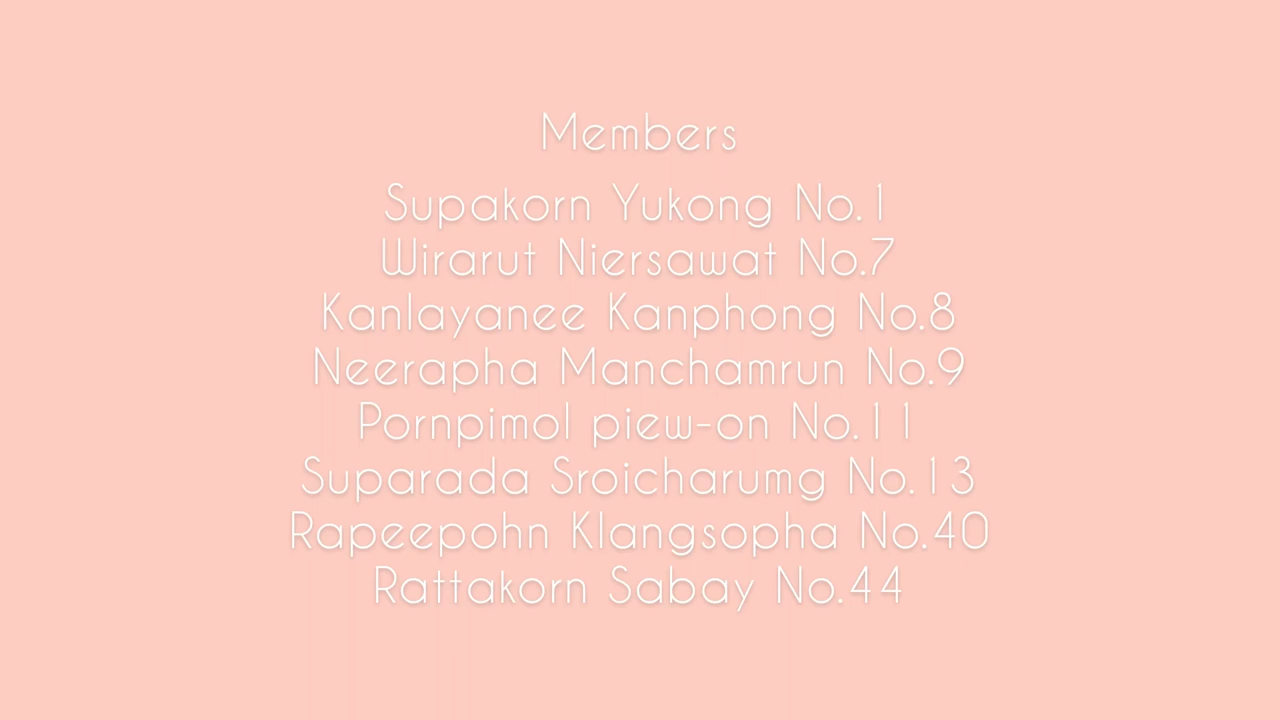 Members
Supakorn Yukong No.1
Wirarut Niersawat No.7
Kanlayanee Kanphong No.8
Neerapha Manchamrun No.9
Pornpimol piew-on No.11
Suparada Sroicharumg No.13
Rapeepohn Klangsopha No.40
Rattakorn Sabay No.44